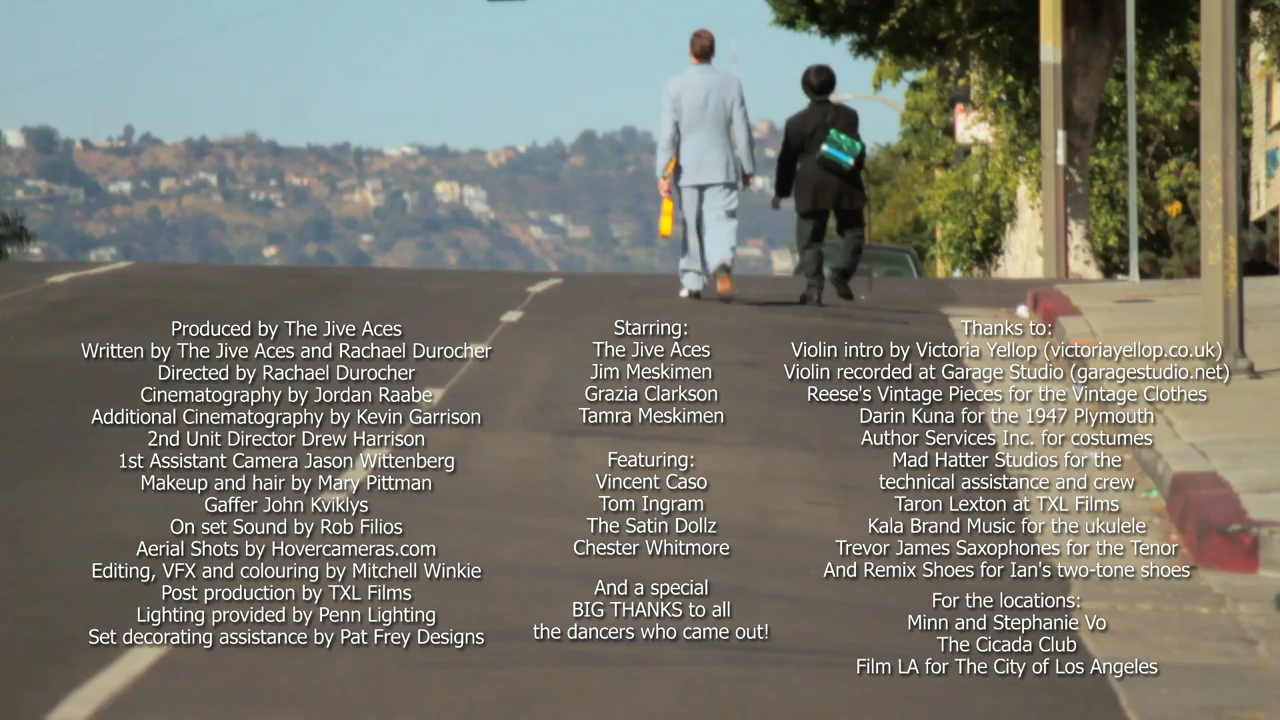 Produced by The Jive Aces
Written by The Jive Aces and Rachael Durocher
Directed by Rachael Durocher
Cinematography by Jordan Raabe
Additional Cinematography by Kevin Garrison
2nd Unit Director Drew Harrison
1st Assistant Camera Jason Wittenberg
Makeup and hair by Mary Pittman
Gaffer John Kviklys
On set Sound by Rob Filios
Aerial Shots by Hovercameras.com
Editing, VFX and colouring by Mitchell Winkie
Post production by TXL Films
Lighting provided by Penn Lighting
Set decorating assistance by Pat Frey Designs
Starring:
The Jive Aces
Jim Meskimen
Grazia Clarkson
Tamra Meskimen
Featuring:
Vincent Caso
Tom Ingram
The Satin Dollz
Chester Whitmore
And a special
BIG THANKS to all
the dancers who came out!
Thanks to:
Violin intro by Victoria Yellop (victoriayellop.co.uk)
Violin recorded at Garage Studio (garagestudio.net)
Reese's Vintage Pieces for the Vintage Clothes
Darin Kuna for the 1947 Plymouth
Author Services Inc. for costumes
Mad Hatter Studios for the
technical assistance and crew
Taron Lexton at TXL Films
Kala Brand Music for the ukulele
Trevor James Saxophones for the Tenor
And Remix Shoes for Ian's two-tone shoes
For the locations:
Minn and Stephanie Vo
The Cicada Club
Film LA for The City of Los Angeles